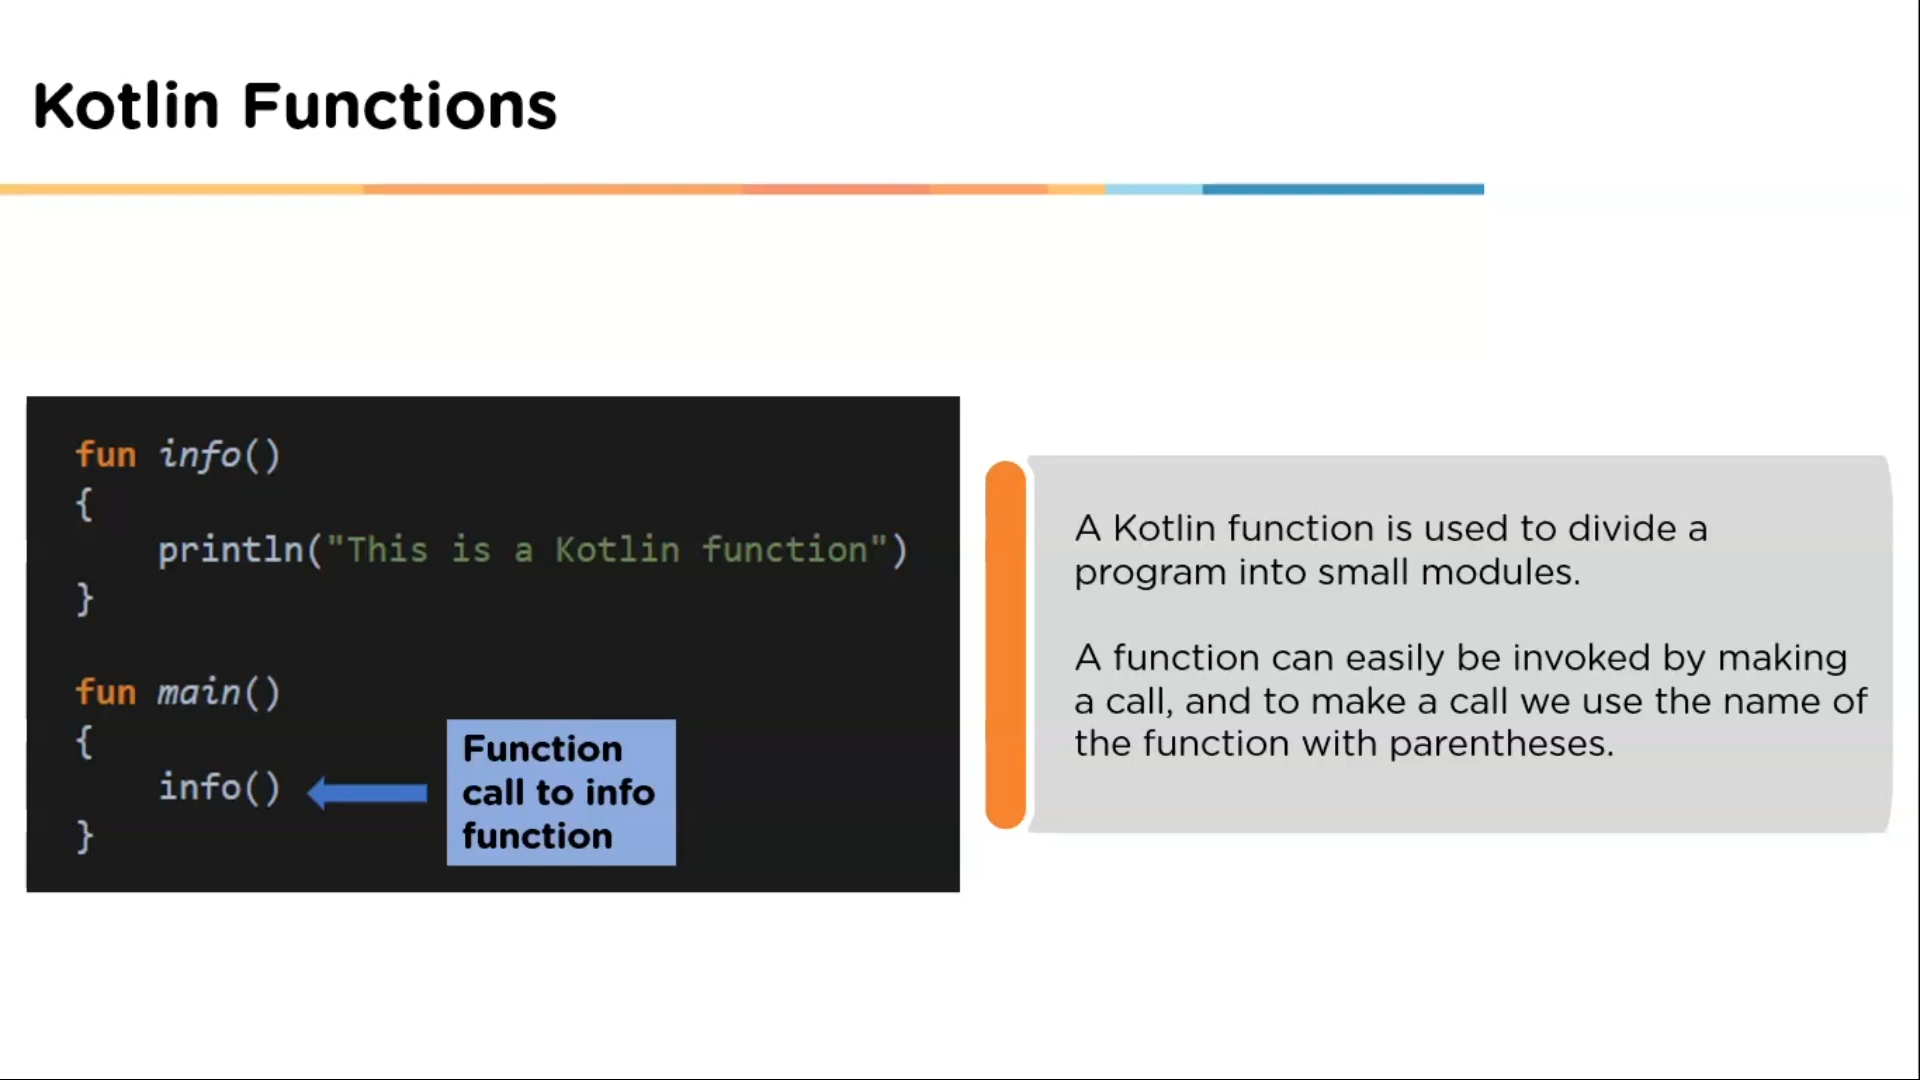 Kotlin Functions
fun info()
{
println("This is a Kotlin function")
}
fun main()
{
info()
}
Function
call to info
function
A Kotlin function is used to divide a
program into small modules.
A function can easily be invoked by making
a call, and to make a call we use the name of
the function with parentheses.